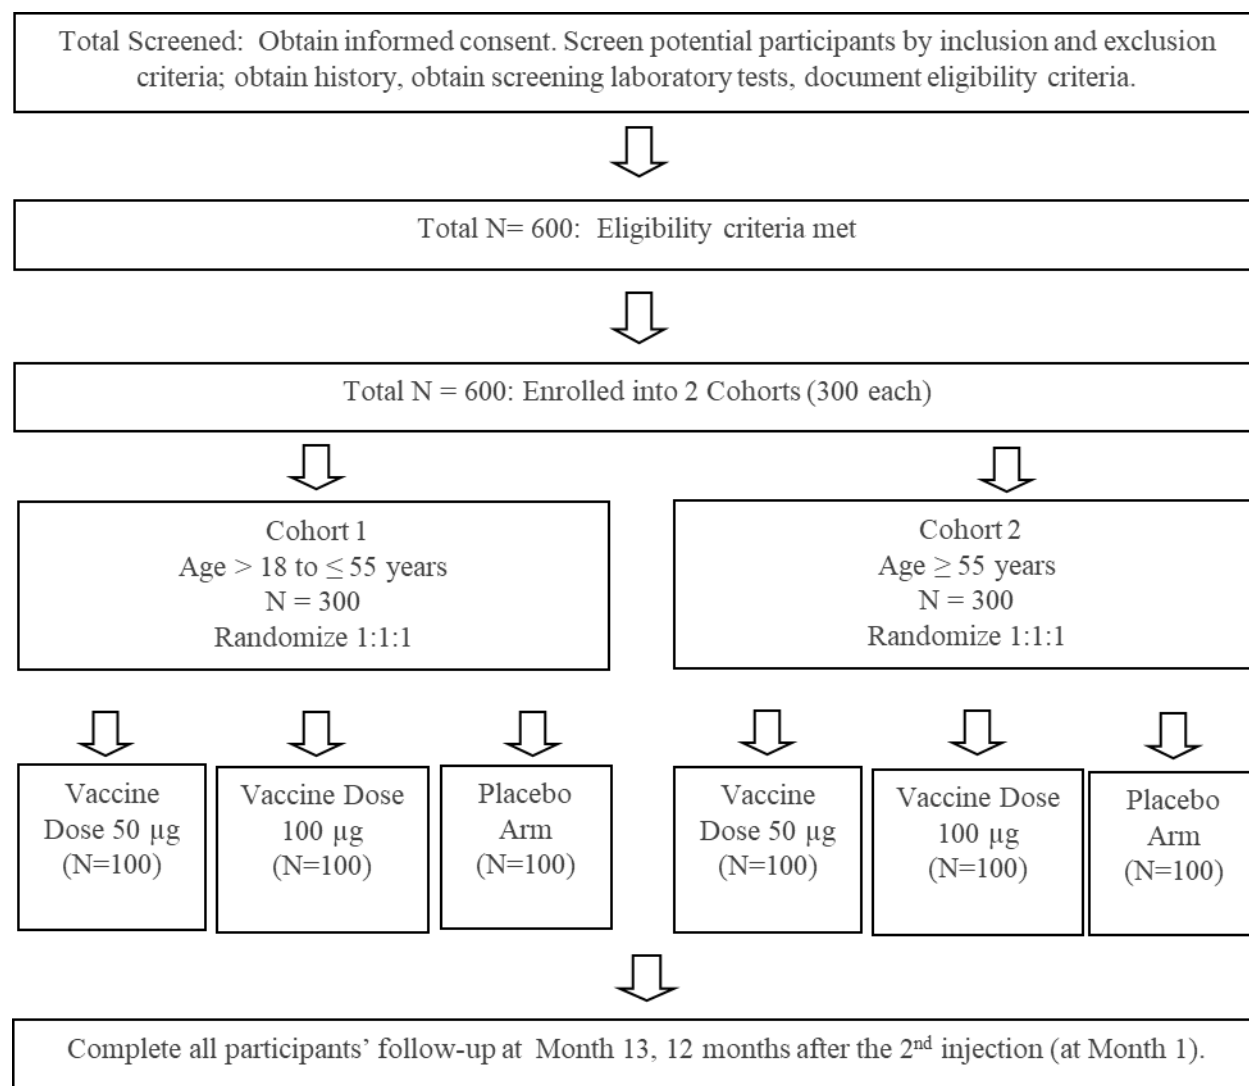 Total Screened: Obtain informed consent. Screen potential participants by inclusion and exclusion
criteria; obtain history, obtain screening laboratory tests, document eligibility criteria.
Total N= 600: Eligibility criteria met
Total N = 600: Enrolled into 2 Cohorts (300 each)
Cohort 1
Age > 18 to ≤ 55 years
N = 300
Randomize 1:1:1
Cohort 2
Age ≥ 55 years
N = 300
Randomize 1:1:1
Vaccine
Dose 50 µg
(N=100)
Vaccine Dose
100 µg
(N=100)
Placebo
Arm
(N=100)
Vaccine
Dose 50 µg
(N=100)
Vaccine Dose
100 µg
(N=100)
Placebo
Arm
(N=100)
Complete all participants’ follow-up at Month 13, 12 months after the 2nd injection (at Month 1).